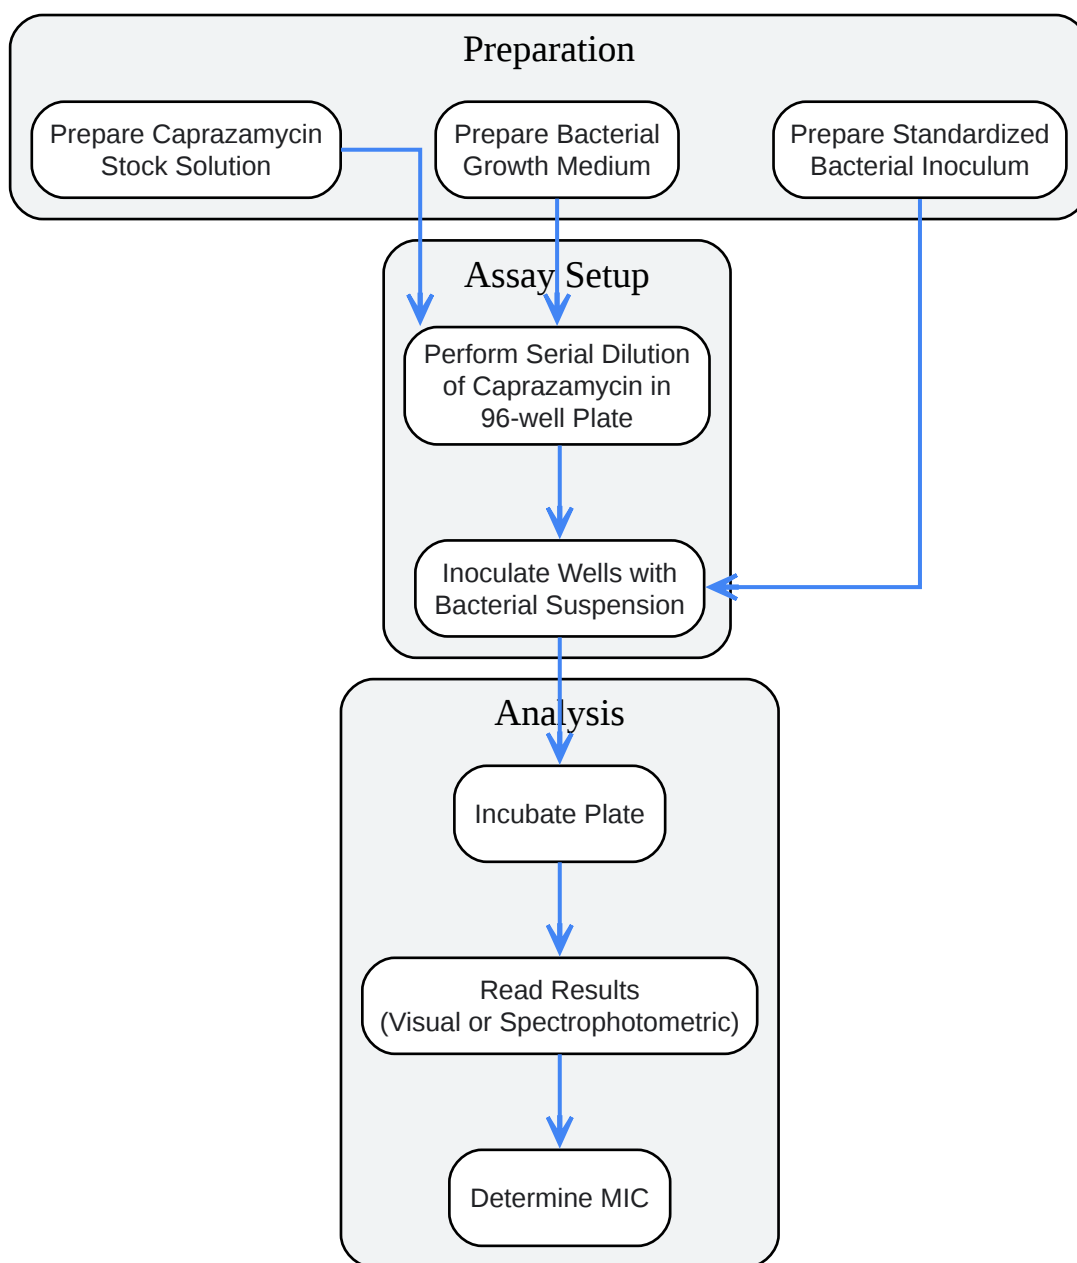 Preparation
Prepare Caprazamycin
Stock Solution
Prepare Bacterial
Growth Medium
Prepare Standardized
Bacterial Inoculum
Assay Setup
Perform Serial Dilution
of Caprazamycin in
96-well Plate
Inoculate Wells with
Bacterial Suspension
Analysis
Incubate Plate
Read Results
(Visual or Spectrophotometric)
Determine MIC